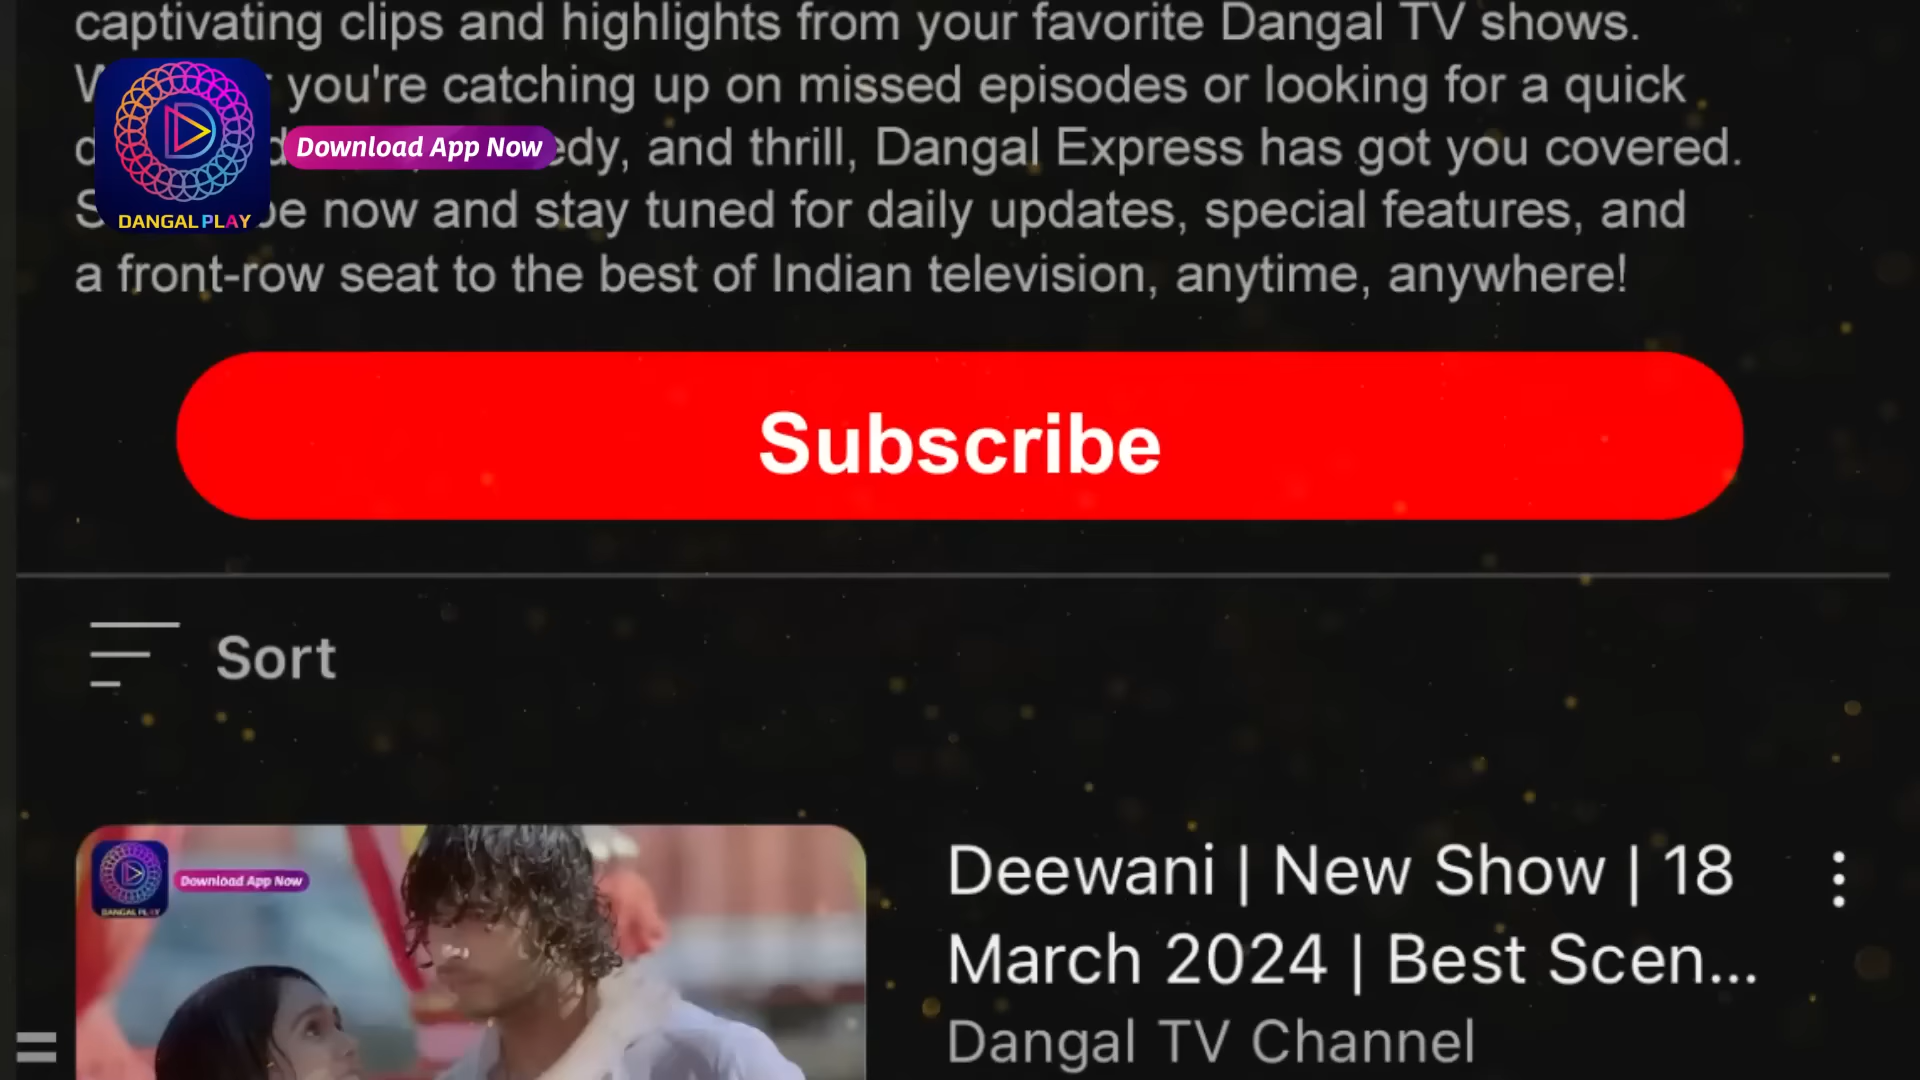 captivating clips and highlights from your favorite Dangal TV shows.
you're catching up on missed episodes or looking for a quick
and thrill, Dangal Express has got you covered.
now and stay tuned for daily updates, special features, and
a front-row seat to the best of Indian television, anytime, anywhere!
Download App Now
DANGAL PLAY
Subscribe
Sort
Download App Now
DANGAL PLAY
Deewani | New Show | 18
March 2024 | Best Scen...
Dangal TV Channel